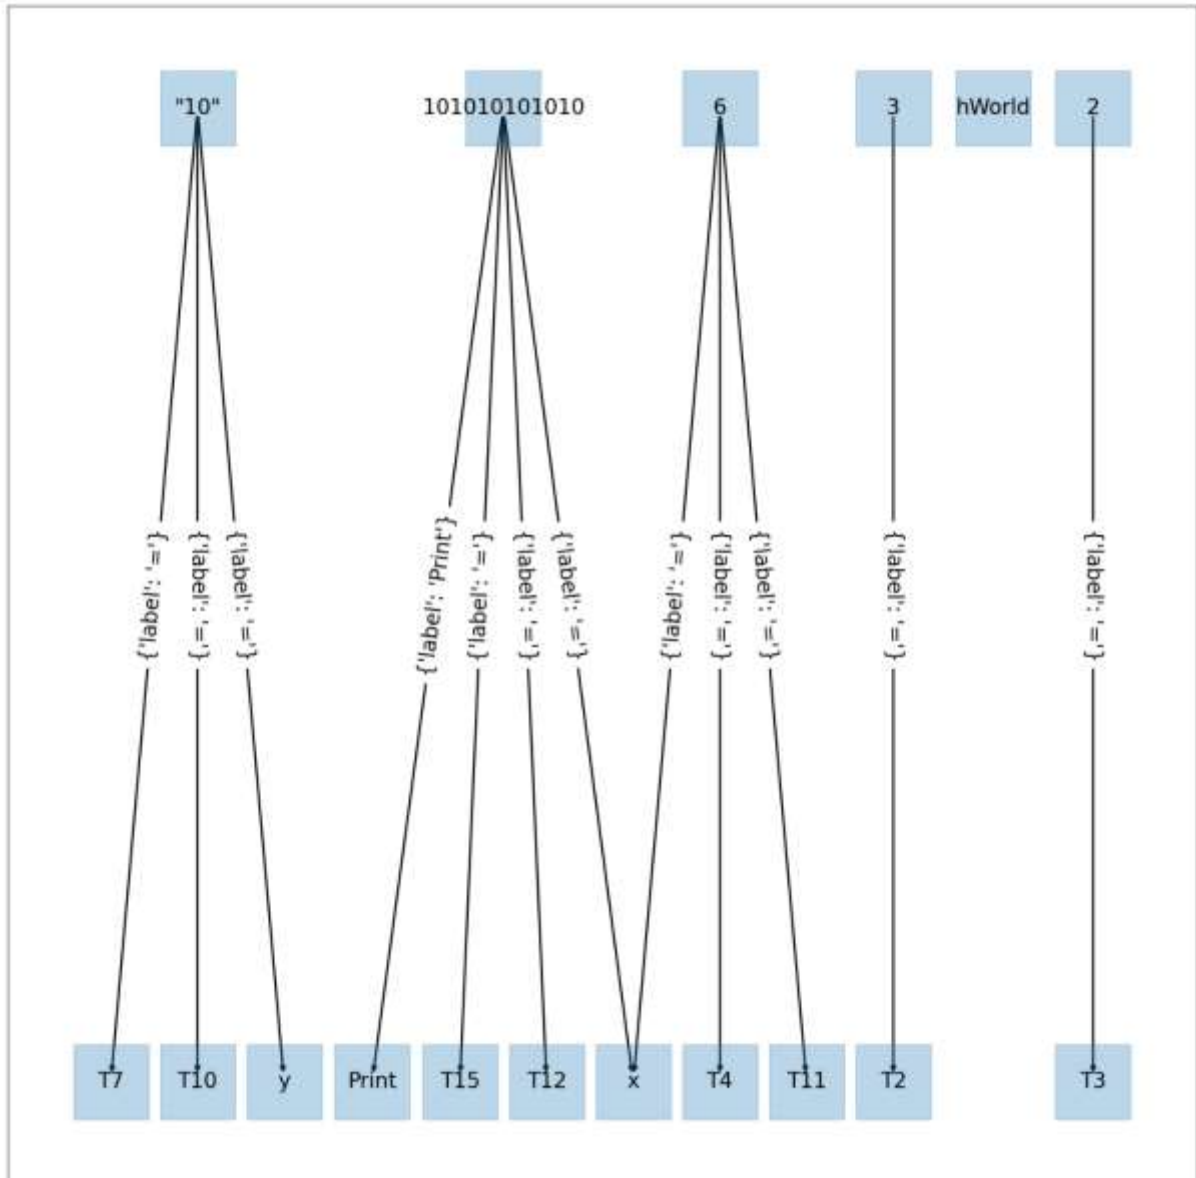 "10" 101010101010 6 3 hWorld 2
{'label': '='} {'label': '='} {'label': '='} {'label': 'Print'} {'label': '='} {'label': '='} {'label': '='} {'label': '='} {'label': '='} {'label': '='} {'label': '='} {'label': '='}
T7 T10 y Print T15 T12 x T4 T11 T2 T3